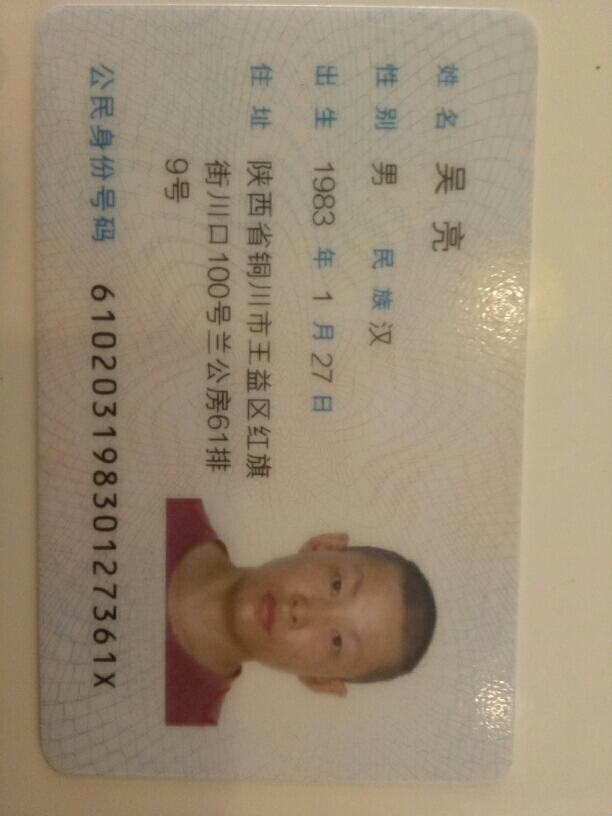 姓名 吴亮
性别 男 民族 汉
出生 1983 年 1 月 27 日
住址 陕西省铜川市王益区红旗
街川口100号兰公房61排
9号
公民身份号码 61020319830127361X